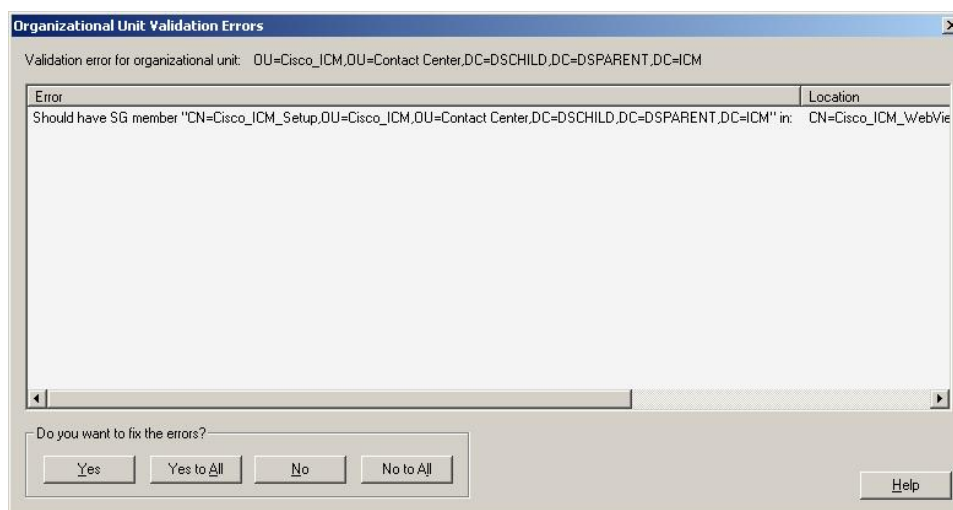 Organizational Unit Validation Errors
Validation error for organizational unit: OU=Cisco_ICM,OU=Contact Center,DC=DSCHILD,DC=DSPARENT,DC=ICM
Error Location
Should have SG member "CN=Cisco_ICM_Setup,OU=Cisco_ICM,OU=Contact Center,DC=DSCHILD,DC=DSPARENT,DC=ICM" in: CN=Cisco_ICM_WebVie
Do you want to fix the errors?
Yes Yes to All No No to All
Help